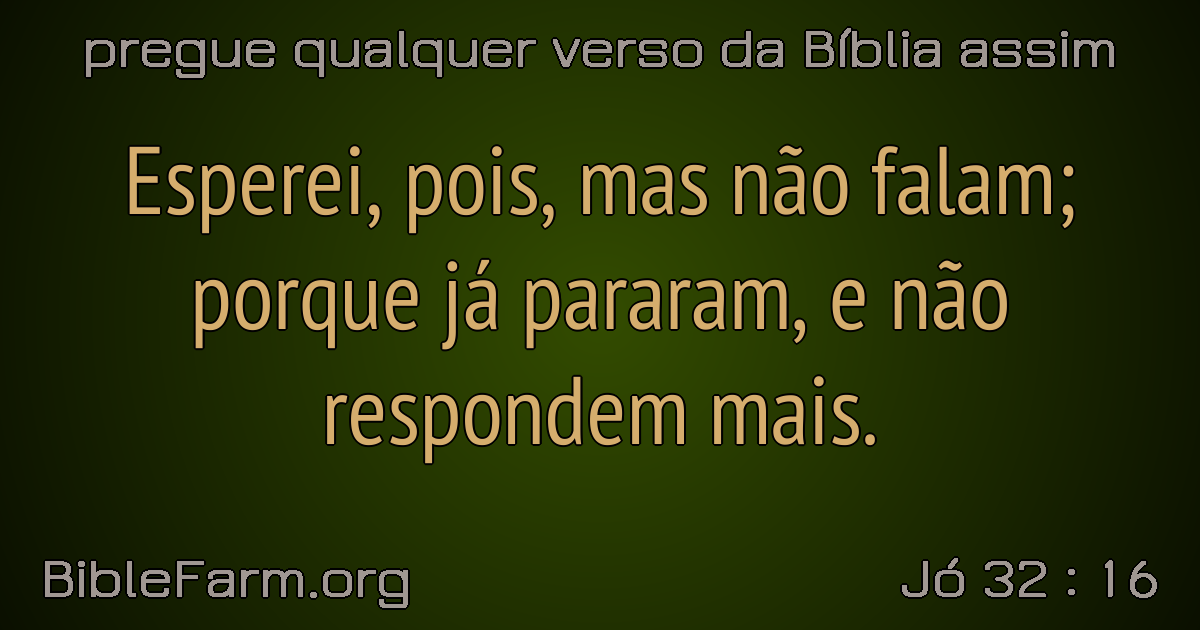 pregue qualquer verso da Bíblia assim
Esperei, pois, mas não falam;
porque já pararam, e não
respondem mais.
BibleFarm.org
Jó 32 : 16